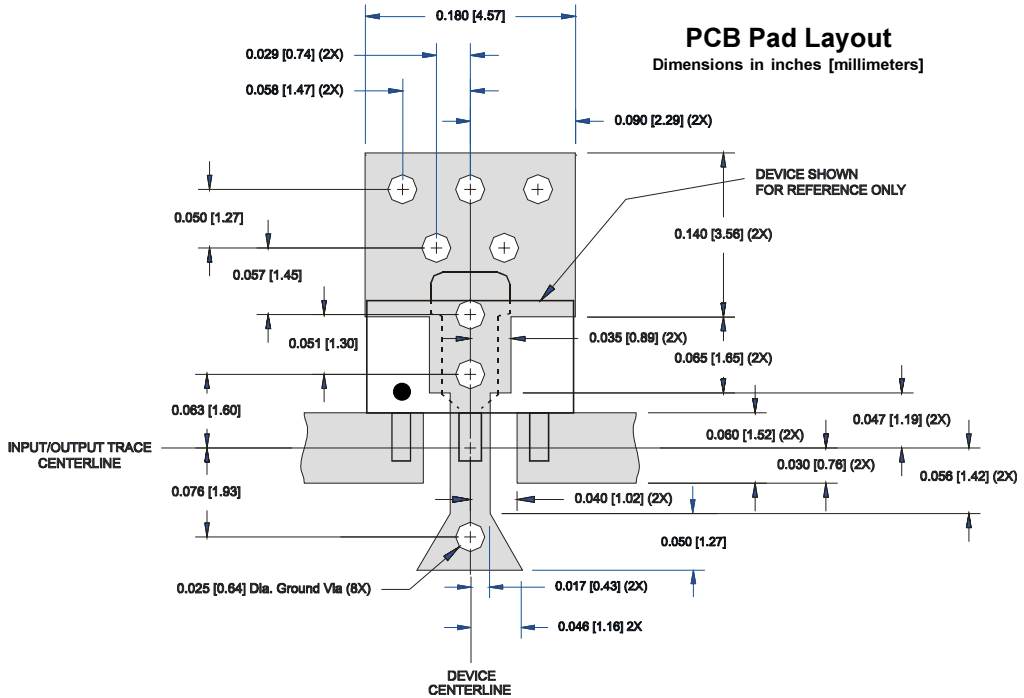 0.180 [4.57]
PCB Pad Layout
Dimensions in inches [millimeters]
0.029 [0.74] (2X)
0.058 [1.47] (2X)
0.090 [2.29] (2X)
DEVICE SHOWN
FOR REFERENCE ONLY
0.050 [1.27]
0.140 [3.56] (2X)
0.057 [1.45]
0.051 [1.30]
0.035 [0.89] (2X)
0.065 [1.65] (2X)
0.063 [1.60]
0.047 [1.19] (2X)
0.060 [1.52] (2X)
INPUT/OUTPUT TRACE
CENTERLINE
0.030 [0.76] (2X)
0.056 [1.42] (2X)
0.076 [1.93]
0.040 [1.02] (2X)
0.050 [1.27]
0.025 [0.64] Dia. Ground Via (8X)
0.017 [0.43] (2X)
0.046 [1.16] 2X
DEVICE
CENTERLINE